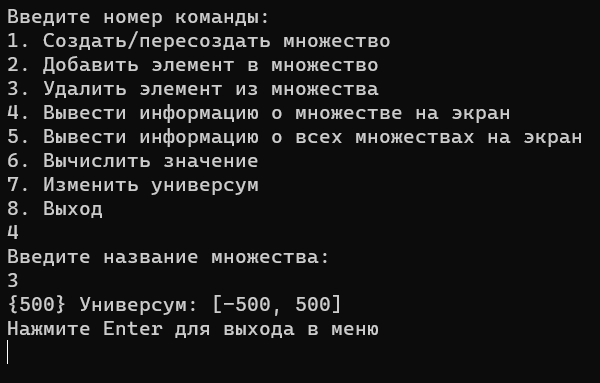 Введите номер команды:
1. Создать/пересоздать множество
2. Добавить элемент в множество
3. Удалить элемент из множества
4. Вывести информацию о множестве на экран
5. Вывести информацию о всех множествах на экран
6. Вычислить значение
7. Изменить универсум
8. Выход
4
Введите название множества:
3
{500} Универсум: [-500, 500]
Нажмите Enter для выхода в меню